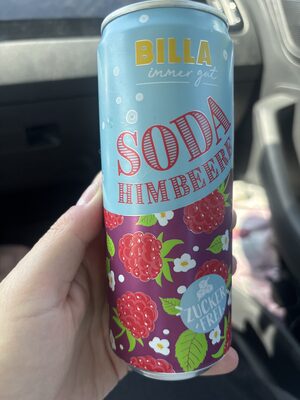 BILLA
immer gut
SODA
HIMBEERE
ZUCKER
FREI